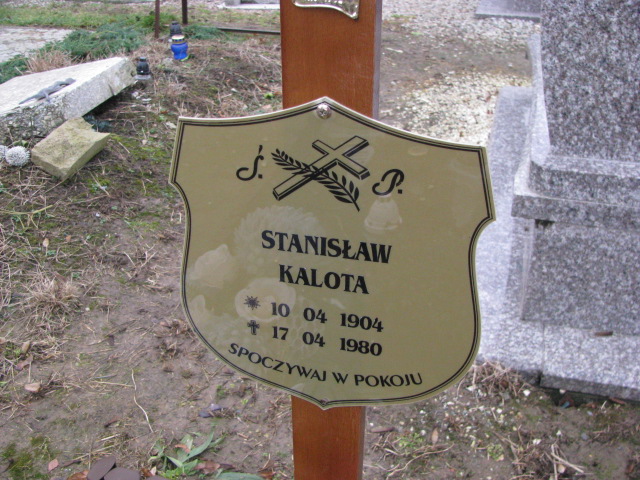 Ś. P.
STANISŁAW
KALOTA
10 04 1904
17 04 1980
SPOCZYWAJ W POKOJU